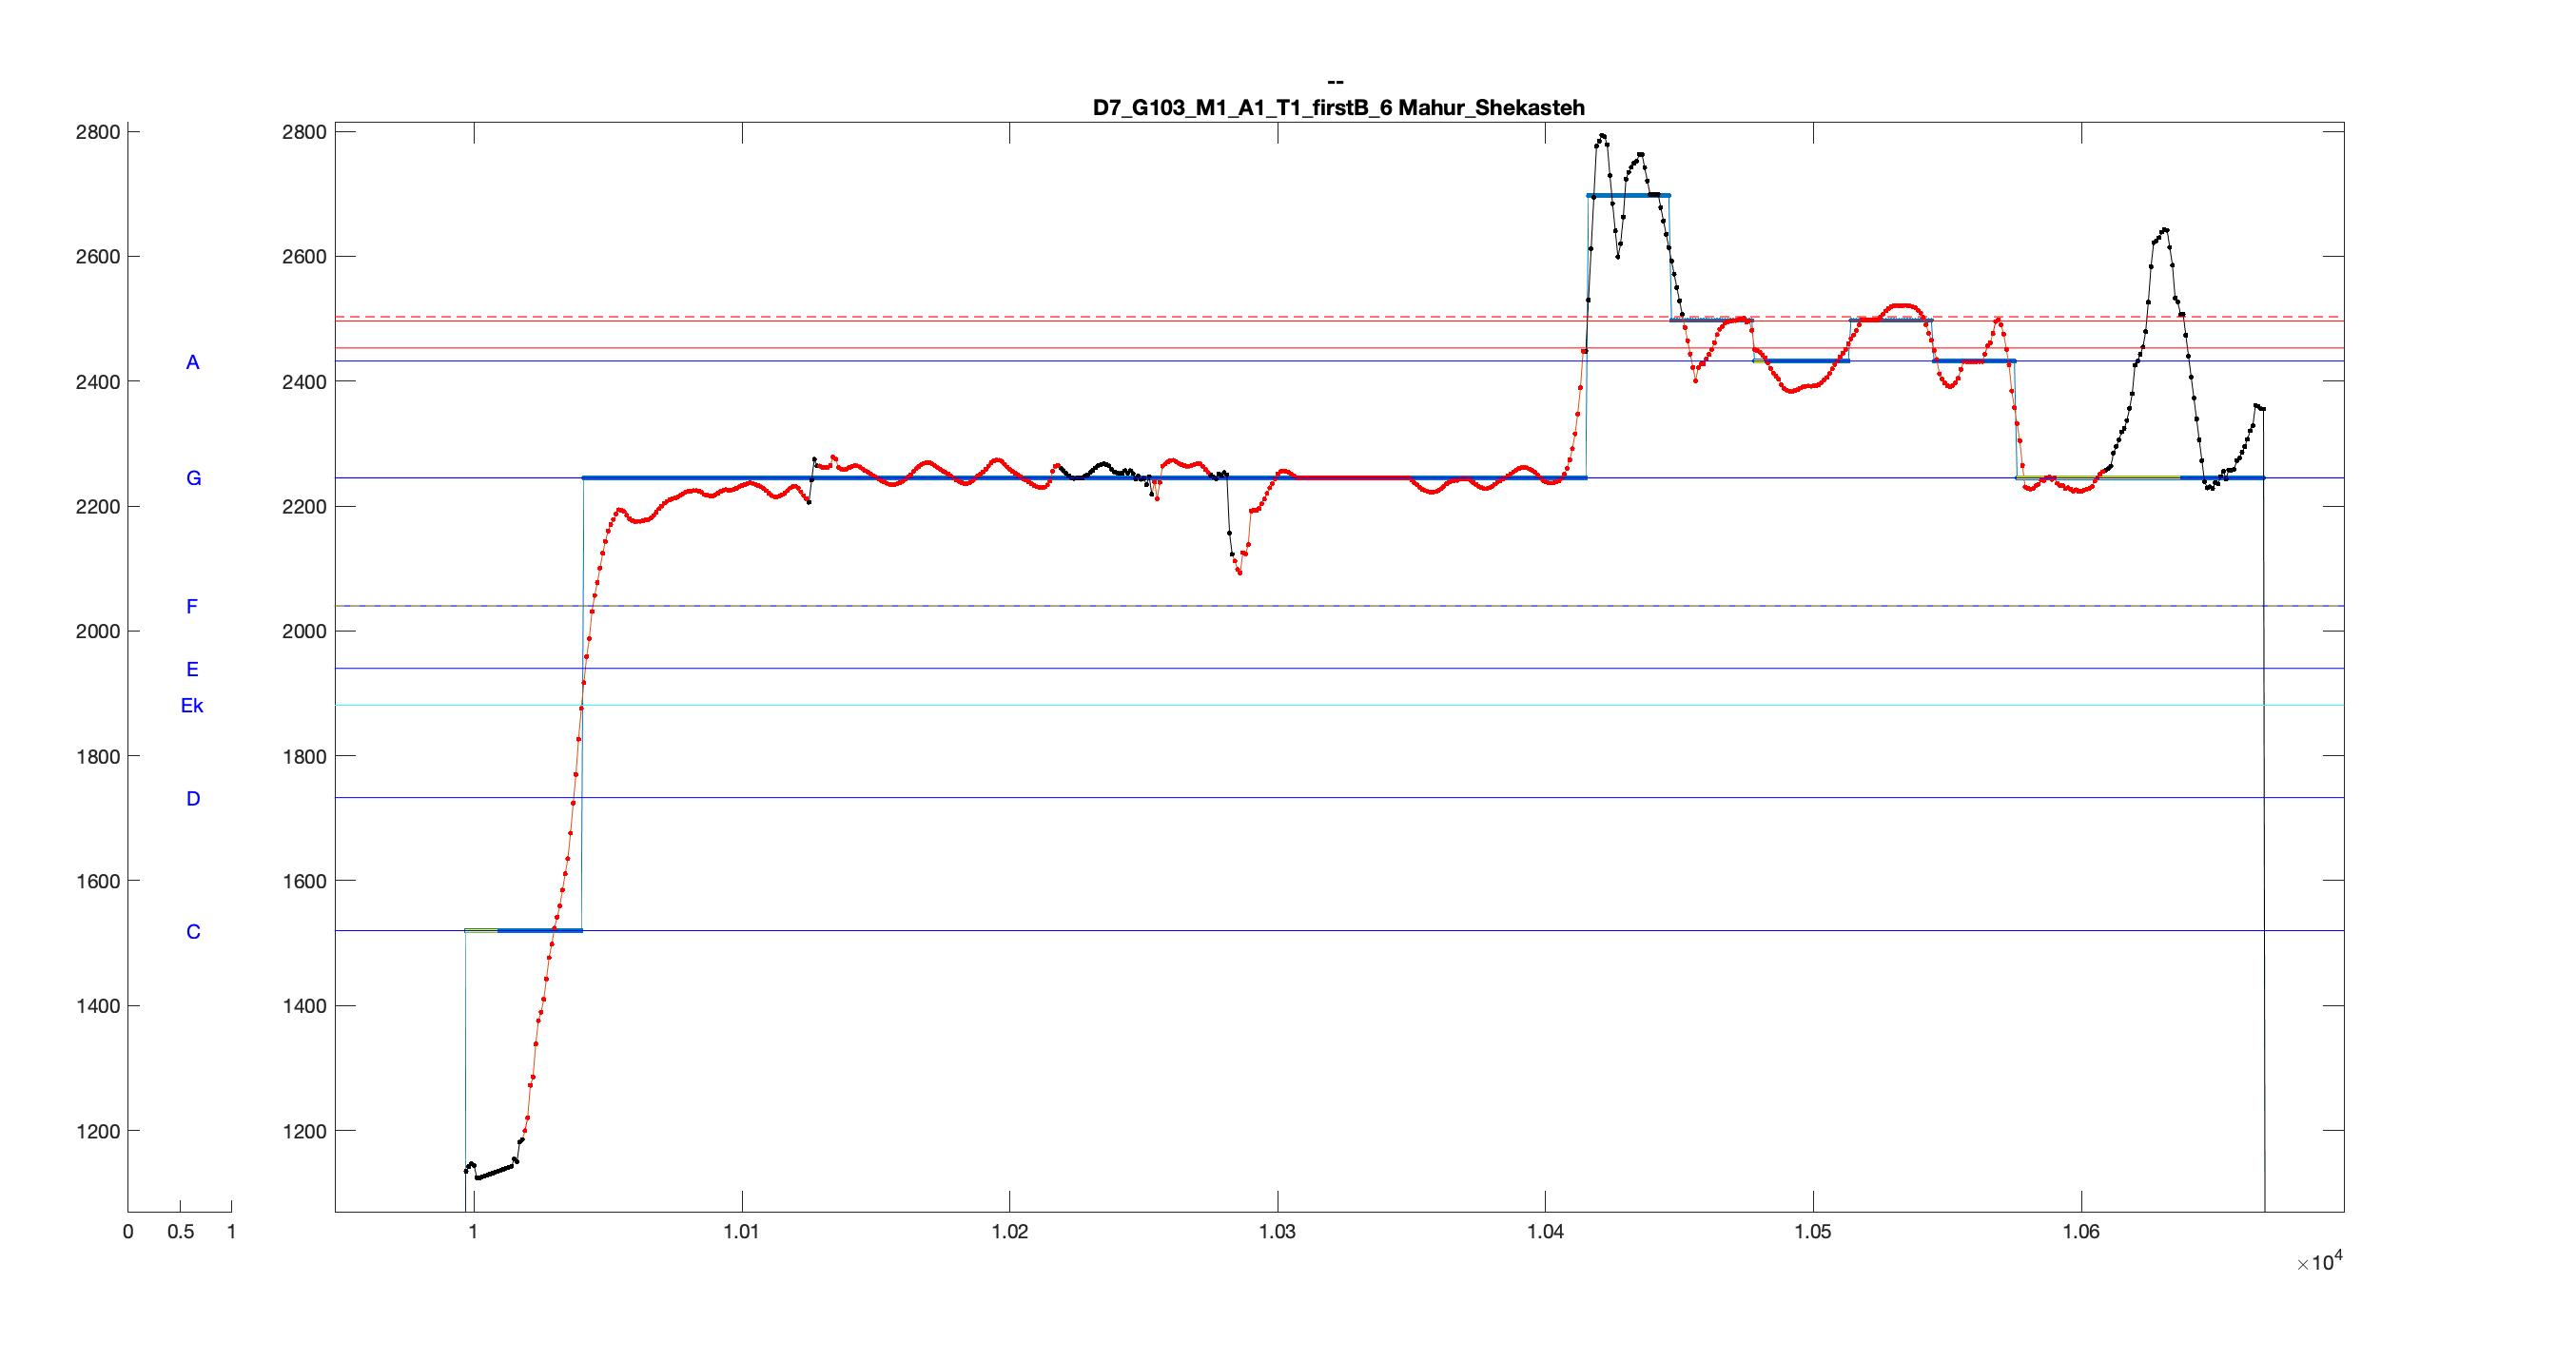 --
D7_G103_M1_A1_T1_firstB_6 Mahur_Shekasteh
2800 2800
2600 2600
A
2400 2400
G
2200 2200
F
2000 2000
E
Ek
1800 1800
D
1600 1600
C
1400 1400
1200 1200
0 0.5 1 1 1.01 1.02 1.03 1.04 1.05 1.06
×10^4